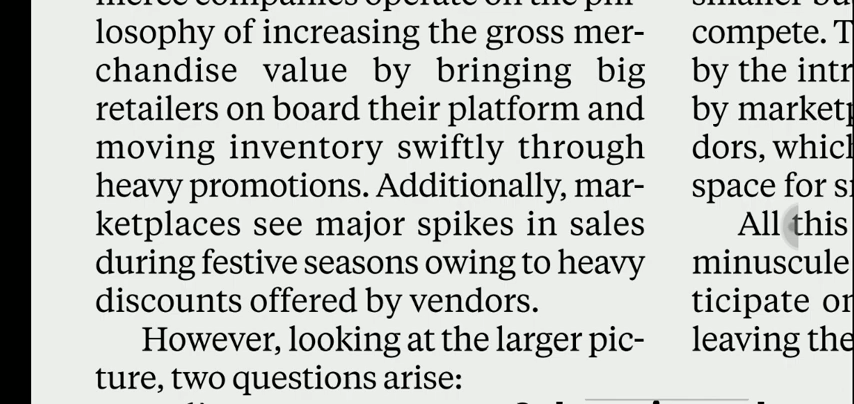 losophy of increasing the gross mer-
chandise value by bringing big
retailers on board their platform and
moving inventory swiftly through
heavy promotions. Additionally, mar-
ketplaces see major spikes in sales
during festive seasons owing to heavy
discounts offered by vendors.
However, looking at the larger pic-
ture, two questions arise:
compete. T
by the intr
by marketp
dors, which
space for s
All this
minuscule
ticipate on
leaving the